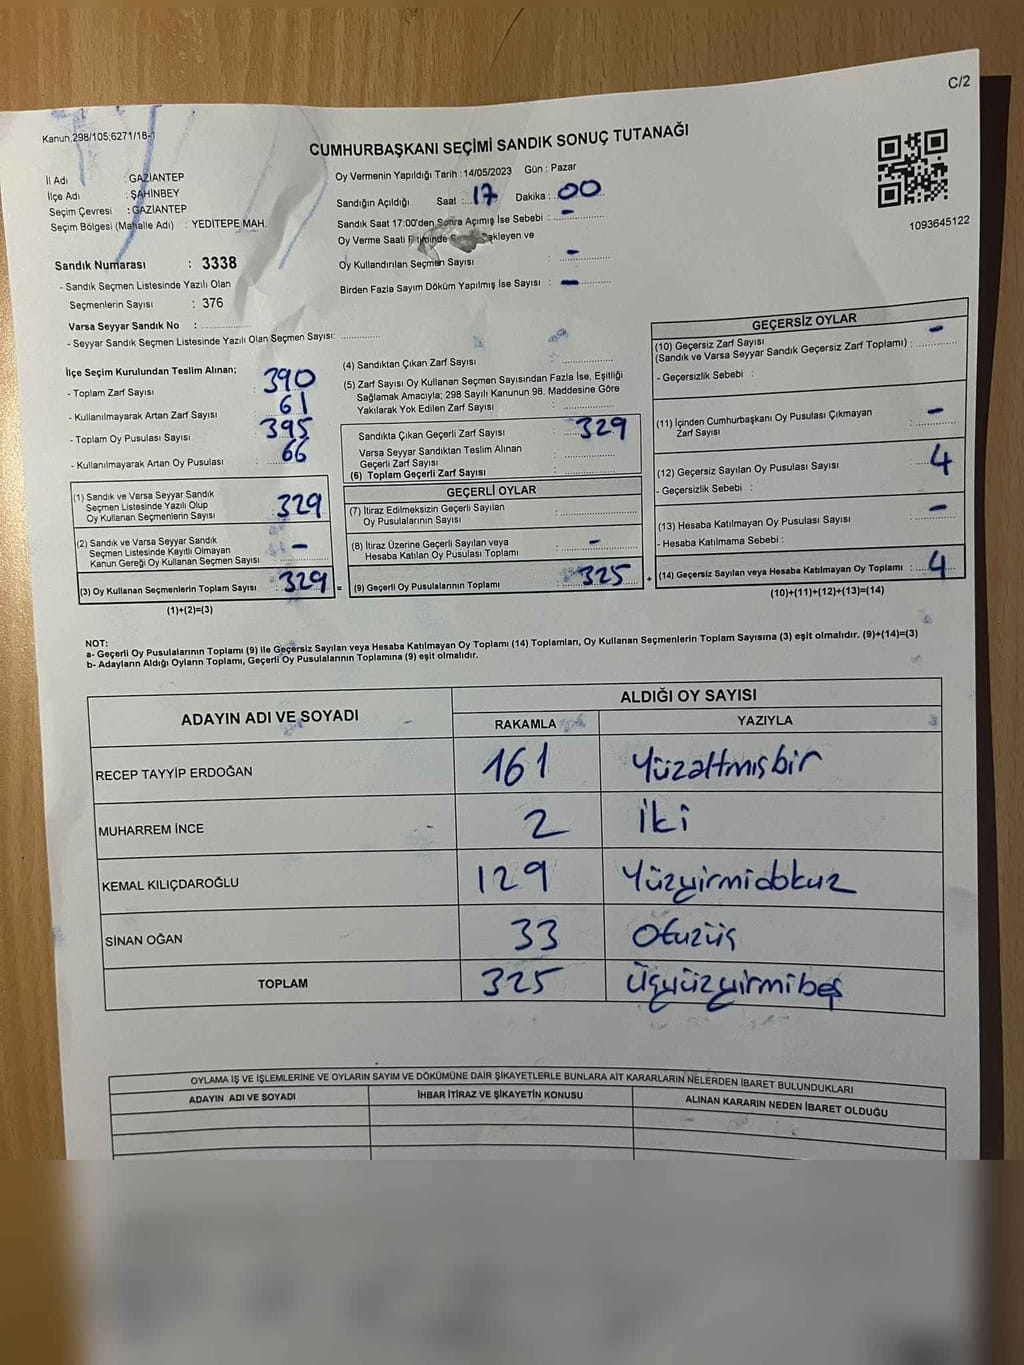 C/2
Kanun,298/105;6271/18-1
CUMHURBAŞKANI SEÇİMİ SANDIK SONUÇ TUTANAĞI
İl Adı : GAZİANTEP
İlçe Adı : ŞAHİNBEY
Seçim Çevresi : GAZİANTEP
Seçim Bölgesi (Mahalle Adı) : YEDİTEPE MAH.
Oy Vermenin Yapıldığı Tarih :14/05/2023 Gün : Pazar
Sandığın Açıldığı Saat :..17 Dakika : 00
Sandık Saat 17:00'den Sonra Açımış İse Sebebi : -
Oy Verme Saati Bekleyen ve
Oy Kullandırılan Seçmen Sayısı : -
Birden Fazla Sayım Döküm Yapılmış İse Sayısı : -
1093645122
Sandık Numarası : 3338
- Sandık Seçmen Listesinde Yazılı Olan
Seçmenlerin Sayısı : 376
Varsa Seyyar Sandık No :
- Seyyar Sandık Seçmen Listesinde Yazılı Olan Seçmen Sayısı:
İlçe Seçim Kurulundan Teslim Alınan;
- Toplam Zarf Sayısı : 390
- Kullanılmayarak Artan Zarf Sayısı : 61
- Toplam Oy Pusulası Sayısı : 395
- Kullanılmayarak Artan Oy Pusulası : 66
(1) Sandık ve Varsa Seyyar Sandık
Seçmen Listesinde Yazılı Olup
Oy Kullanan Seçmenlerin Sayısı : 329
(2) Sandık ve Varsa Seyyar Sandık
Seçmen Listesinde Kayıtlı Olmayan
Kanun Gereği Oy Kullanan Seçmen Sayısı : -
(3) Oy Kullanan Seçmenlerin Toplam Sayısı : 329 =
(1)+(2)=(3)
(4) Sandıktan Çıkan Zarf Sayısı :
(5) Zarf Sayısı Oy Kullanan Seçmen Sayısından Fazla İse, Eşitliği
Sağlamak Amacıyla; 298 Sayılı Kanunun 98. Maddesine Göre
Yakılarak Yok Edilen Zarf Sayısı :
Sandıkta Çıkan Geçerli Zarf Sayısı : 329
Varsa Seyyar Sandıktan Teslim Alınan
Geçerli Zarf Sayısı :
(6) Toplam Geçerli Zarf Sayısı :
GEÇERLİ OYLAR
(7) İtiraz Edilmeksizin Geçerli Sayılan
Oy Pusulalarının Sayısı :
(8) İtiraz Üzerine Geçerli Sayılan veya
Hesaba Katılan Oy Pusulası Toplamı : -
(9) Geçerli Oy Pusulalarının Toplamı : 325 +
GEÇERSİZ OYLAR
(10) Geçersiz Zarf Sayısı
(Sandık ve Varsa Seyyar Sandık Geçersiz Zarf Toplamı) : -
- Geçersizlik Sebebi :
(11) İçinden Cumhurbaşkanı Oy Pusulası Çıkmayan
Zarf Sayısı : -
(12) Geçersiz Sayılan Oy Pusulası Sayısı : 4
- Geçersizlik Sebebi :
(13) Hesaba Katılmayan Oy Pusulası Sayısı : -
- Hesaba Katılmama Sebebi :
(14) Geçersiz Sayılan veya Hesaba Katılmayan Oy Toplamı : 4
(10)+(11)+(12)+(13)=(14)
NOT:
a- Geçerli Oy Pusulalarının Toplamı (9) ile Geçersiz Sayılan veya Hesaba Katılmayan Oy Toplamı (14) Toplamları, Oy Kullanan Seçmenlerin Toplam Sayısına (3) eşit olmalıdır. (9)+(14)=(3)
b- Adayların Aldığı Oyların Toplamı, Geçerli Oy Pusulalarının Toplamına (9) eşit olmalıdır.
ADAYIN ADI VE SOYADI
ALDIĞI OY SAYISI
RAKAMLA YAZIYLA
RECEP TAYYİP ERDOĞAN 161 Yüzaltmışbir
MUHARREM İNCE 2 İki
KEMAL KILIÇDAROĞLU 129 Yüzyirmidokuz
SİNAN OĞAN 33 Otuzüç
TOPLAM 325 Üçyüzyirmibeş
OYLAMA İŞ VE İŞLEMLERİNE VE OYLARIN SAYIM VE DÖKÜMÜNE DAİR ŞİKAYETLERLE BUNLARA AİT KARARLARIN NELERDEN İBARET BULUNDUKLARI
ADAYIN ADI VE SOYADI İHBAR İTİRAZ VE ŞİKAYETİN KONUSU ALINAN KARARIN NEDEN İBARET OLDUĞU